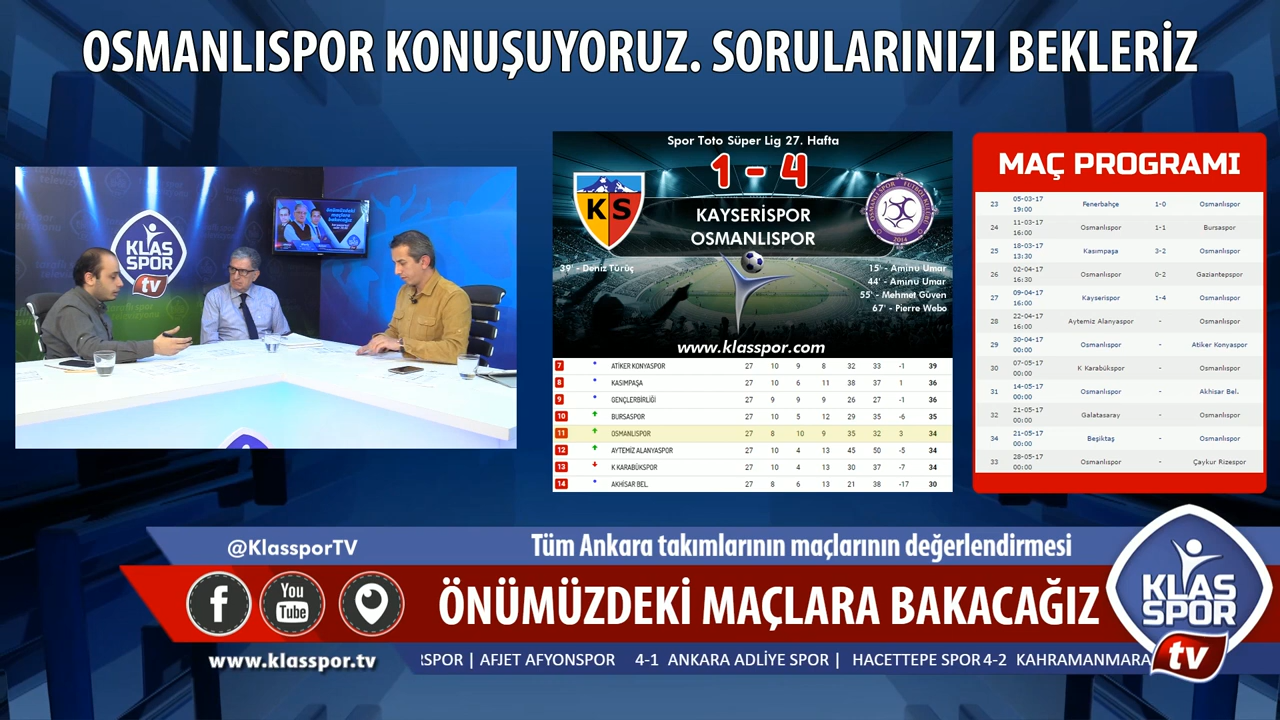 OSMANLISPOR KONUŞUYORUZ. SORULARINIZI BEKLERİZ
KLAS
SPOR
tv
önümüzdeki
maçlara
bakacağız
Spor Toto Süper Lig 27. Hafta
1 - 4
KS
KAYSERİSPOR
OSMANLISPOR
OSMANLISPOR FUTBOL KULÜBÜ
2014
39' - Deniz Türüç
15' - Aminu Umar
44' - Aminu Umar
55' - Mehmet Güven
67' - Pierre Webo
www.klasspor.com
7 ATİKER KONYASPOR 27 10 9 8 32 33 -1 39
8 KASIMPAŞA 27 10 6 11 38 37 1 36
9 GENÇLERBİRLİĞİ 27 9 9 9 26 27 -1 36
10 BURSASPOR 27 10 5 12 29 35 -6 35
11 OSMANLISPOR 27 8 10 9 35 32 3 34
12 AYTEMİZ ALANYASPOR 27 10 4 13 45 50 -5 34
13 K KARABÜKSPOR 27 10 4 13 30 37 -7 34
14 AKHİSAR BEL. 27 8 6 13 21 38 -17 30
MAÇ PROGRAMI
23 05-03-17 19:00 Fenerbahçe 1-0 Osmanlıspor
24 11-03-17 16:00 Osmanlıspor 1-1 Bursaspor
25 18-03-17 13:30 Kasımpaşa 3-2 Osmanlıspor
26 02-04-17 16:30 Osmanlıspor 0-2 Gaziantepspor
27 09-04-17 16:00 Kayserispor 1-4 Osmanlıspor
28 22-04-17 16:00 Aytemiz Alanyaspor - Osmanlıspor
29 30-04-17 00:00 Osmanlıspor - Atiker Konyaspor
30 07-05-17 00:00 K Karabükspor - Osmanlıspor
31 14-05-17 00:00 Osmanlıspor - Akhisar Bel.
32 21-05-17 00:00 Galatasaray - Osmanlıspor
34 21-05-17 00:00 Beşiktaş - Osmanlıspor
33 28-05-17 00:00 Osmanlıspor - Çaykur Rizespor
@KlassporTV
Tüm Ankara takımlarının maçlarının değerlendirmesi
f
You
Tube
ÖNÜMÜZDEKİ MAÇLARA BAKACAĞIZ
KLAS
SPOR
tv
www.klasspor.tv
SPOR | AFJET AFYONSPOR 4-1 ANKARA ADLİYE SPOR | HACETTEPE SPOR 4-2 KAHRAMANMARA